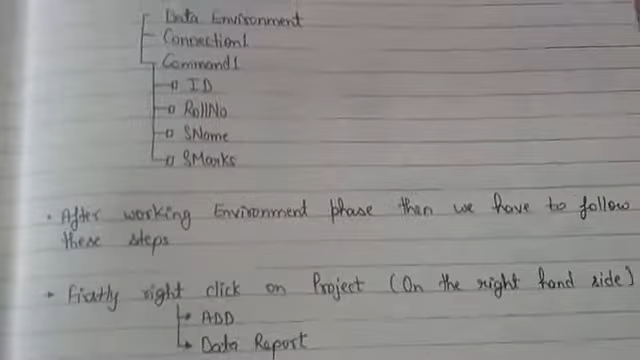 Data Environment
Connection1
Command1
ID
RollNo
SName
SMarks
• After working Environment phase then we have to follow
these steps
Firstly right click on Project (On the right hand side)
ADD
Data Report